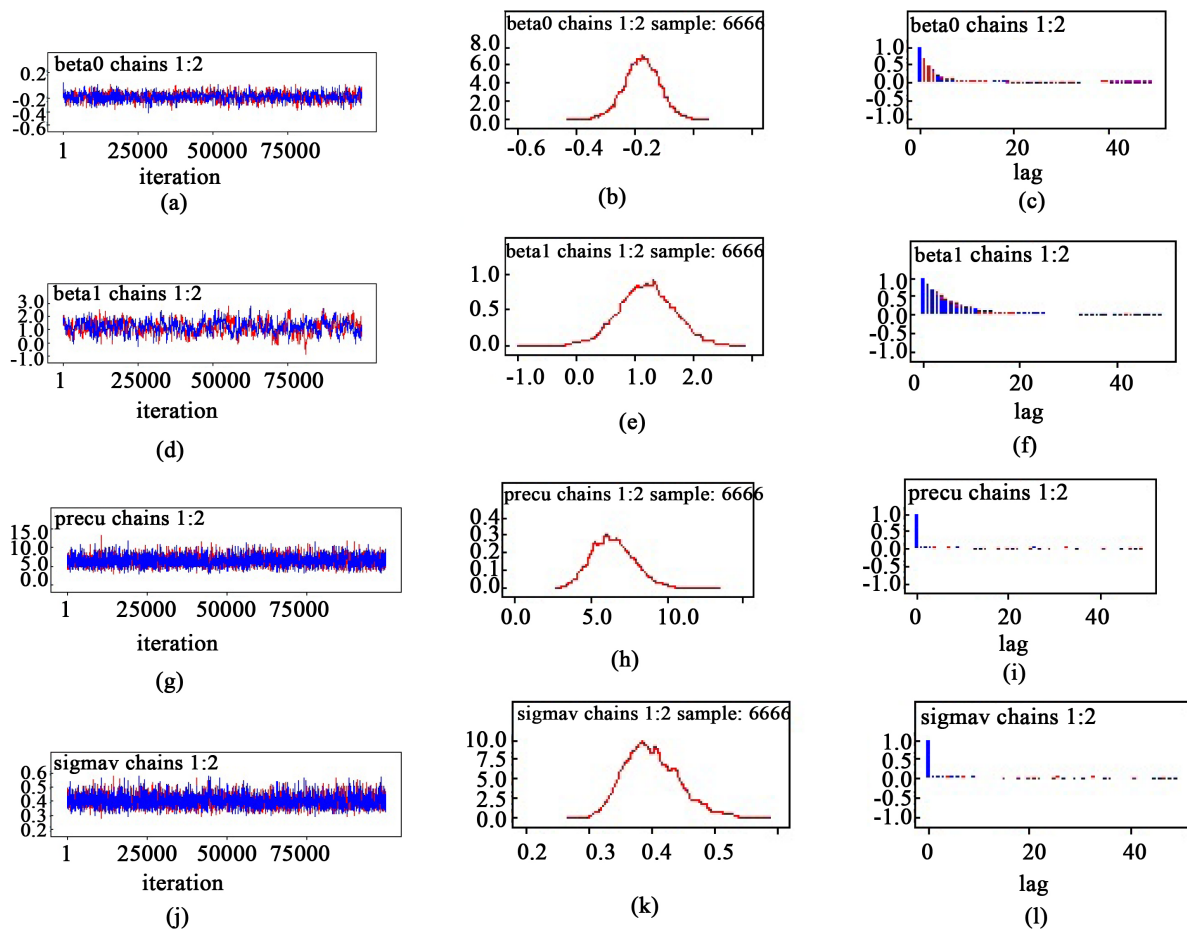 beta0 chains 1:2
0.2
-0.2
-0.4
-0.6
1 25000 50000 75000
iteration
(a)
beta0 chains 1:2 sample: 6666
8.0
6.0
4.0
2.0
0.0
-0.6 -0.4 -0.2
(b)
beta0 chains 1:2
1.0
0.5
0.0
-0.5
-1.0
0 20 40
lag
(c)
beta1 chains 1:2
3.0
2.0
1.0
0.0
-1.0
1 25000 50000 75000
iteration
(d)
beta1 chains 1:2 sample: 6666
1.0
0.5
0.0
-1.0 0.0 1.0 2.0
(e)
beta1 chains 1:2
1.0
0.5
0.0
-0.5
-1.0
0 20 40
lag
(f)
precu chains 1:2
15.0
10.0
5.0
0.0
1 25000 50000 75000
iteration
(g)
precu chains 1:2 sample: 6666
0.4
0.3
0.2
0.1
0.0
0.0 5.0 10.0
(h)
precu chains 1:2
1.0
0.5
0.0
-0.5
-1.0
0 20 40
lag
(i)
sigmav chains 1:2
0.6
0.5
0.4
0.3
0.2
1 25000 50000 75000
iteration
(j)
sigmav chains 1:2 sample: 6666
10.0
7.5
5.0
2.5
0.0
0.2 0.3 0.4 0.5
(k)
sigmav chains 1:2
1.0
0.5
0.0
-0.5
-1.0
0 20 40
lag
(l)